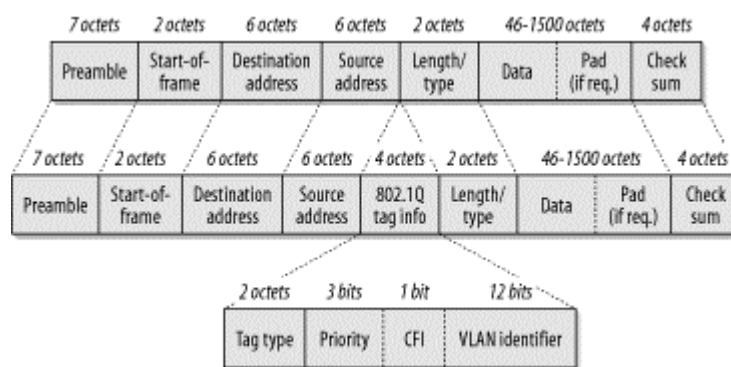 7 octets 2 octets 6 octets 6 octets 2 octets 46-1500 octets 4 octets
Preamble Start-of-frame Destination address Source address Length/type Data Pad (if req.) Check sum
7 octets 2 octets 6 octets 6 octets 4 octets 2 octets 46-1500 octets 4 octets
Preamble Start-of-frame Destination address Source address 802.1Q tag info Length/type Data Pad (if req.) Check sum
2 octets 3 bits 1 bit 12 bits
Tag type Priority CFI VLAN identifier